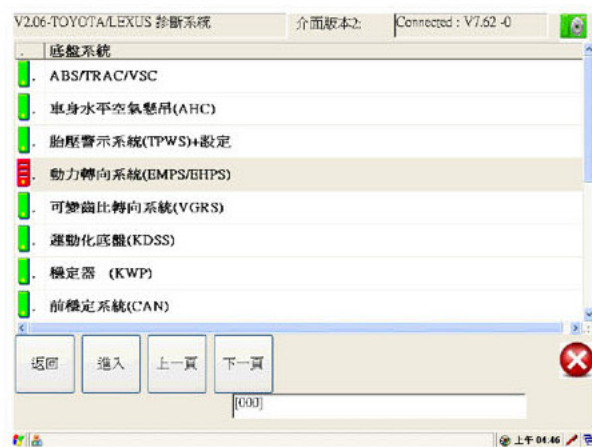 V2.06-TOYOTA/LEXUS 診斷系統 介面版本2: Connected : V7.62 -0
. 底盤系統
. ABS/TRAC/VSC
. 車身水平空氣懸吊(AHC)
. 胎壓警示系統(TPWS)+設定
. 動力轉向系統(EMPS/EHPS)
. 可變齒比轉向系統(VGRS)
. 運動化底盤(KDSS)
. 穩定器 (KWP)
. 前穩定系統(CAN)
返回 進入 上一頁 下一頁
[000]
上午 04:46